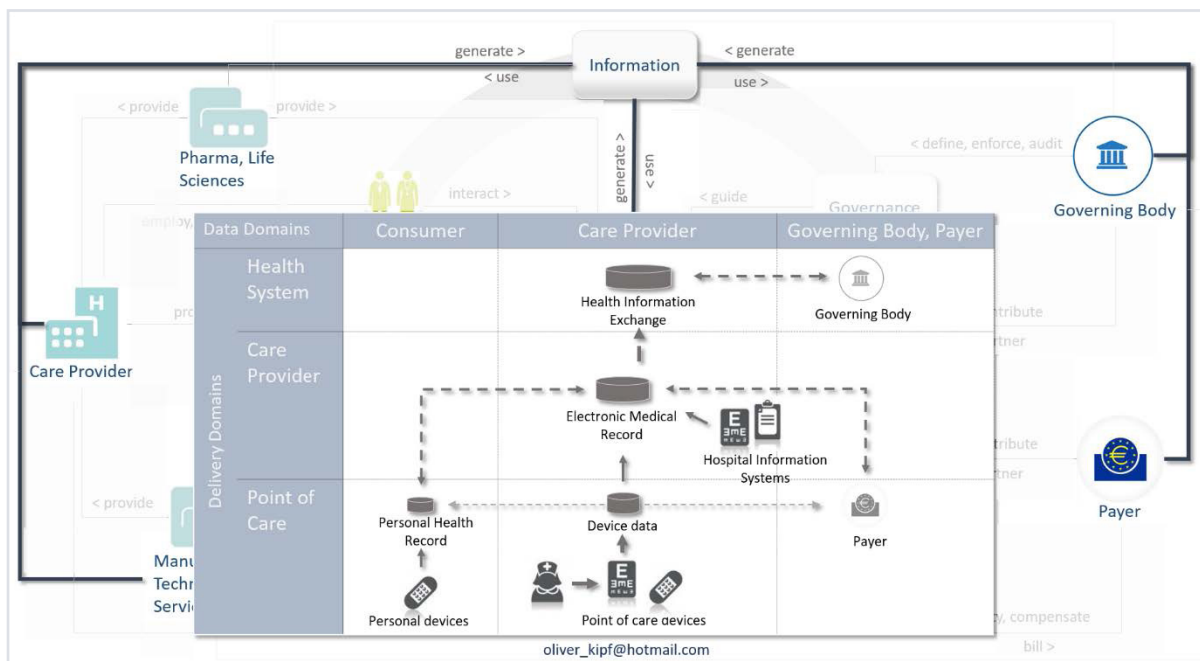 generate >
< generate
Information
< use
use >
< provide
provide >
generate >
use >
< define, enforce, audit
Pharma, Life
Sciences
interact >
< guide
Governance
Governing Body
employ,
Data Domains
Consumer
Care Provider
Governing Body, Payer
Health
System
Health Information
Exchange
Governing Body
H
Care Provider
Care
Provider
Electronic Medical
Record
Hospital Information
Systems
Delivery Domains
Point of
Care
Personal Health
Record
Device data
Payer
Payer
< provide
Personal devices
Point of care devices
oliver_kipf@hotmail.com
compensate
bill >